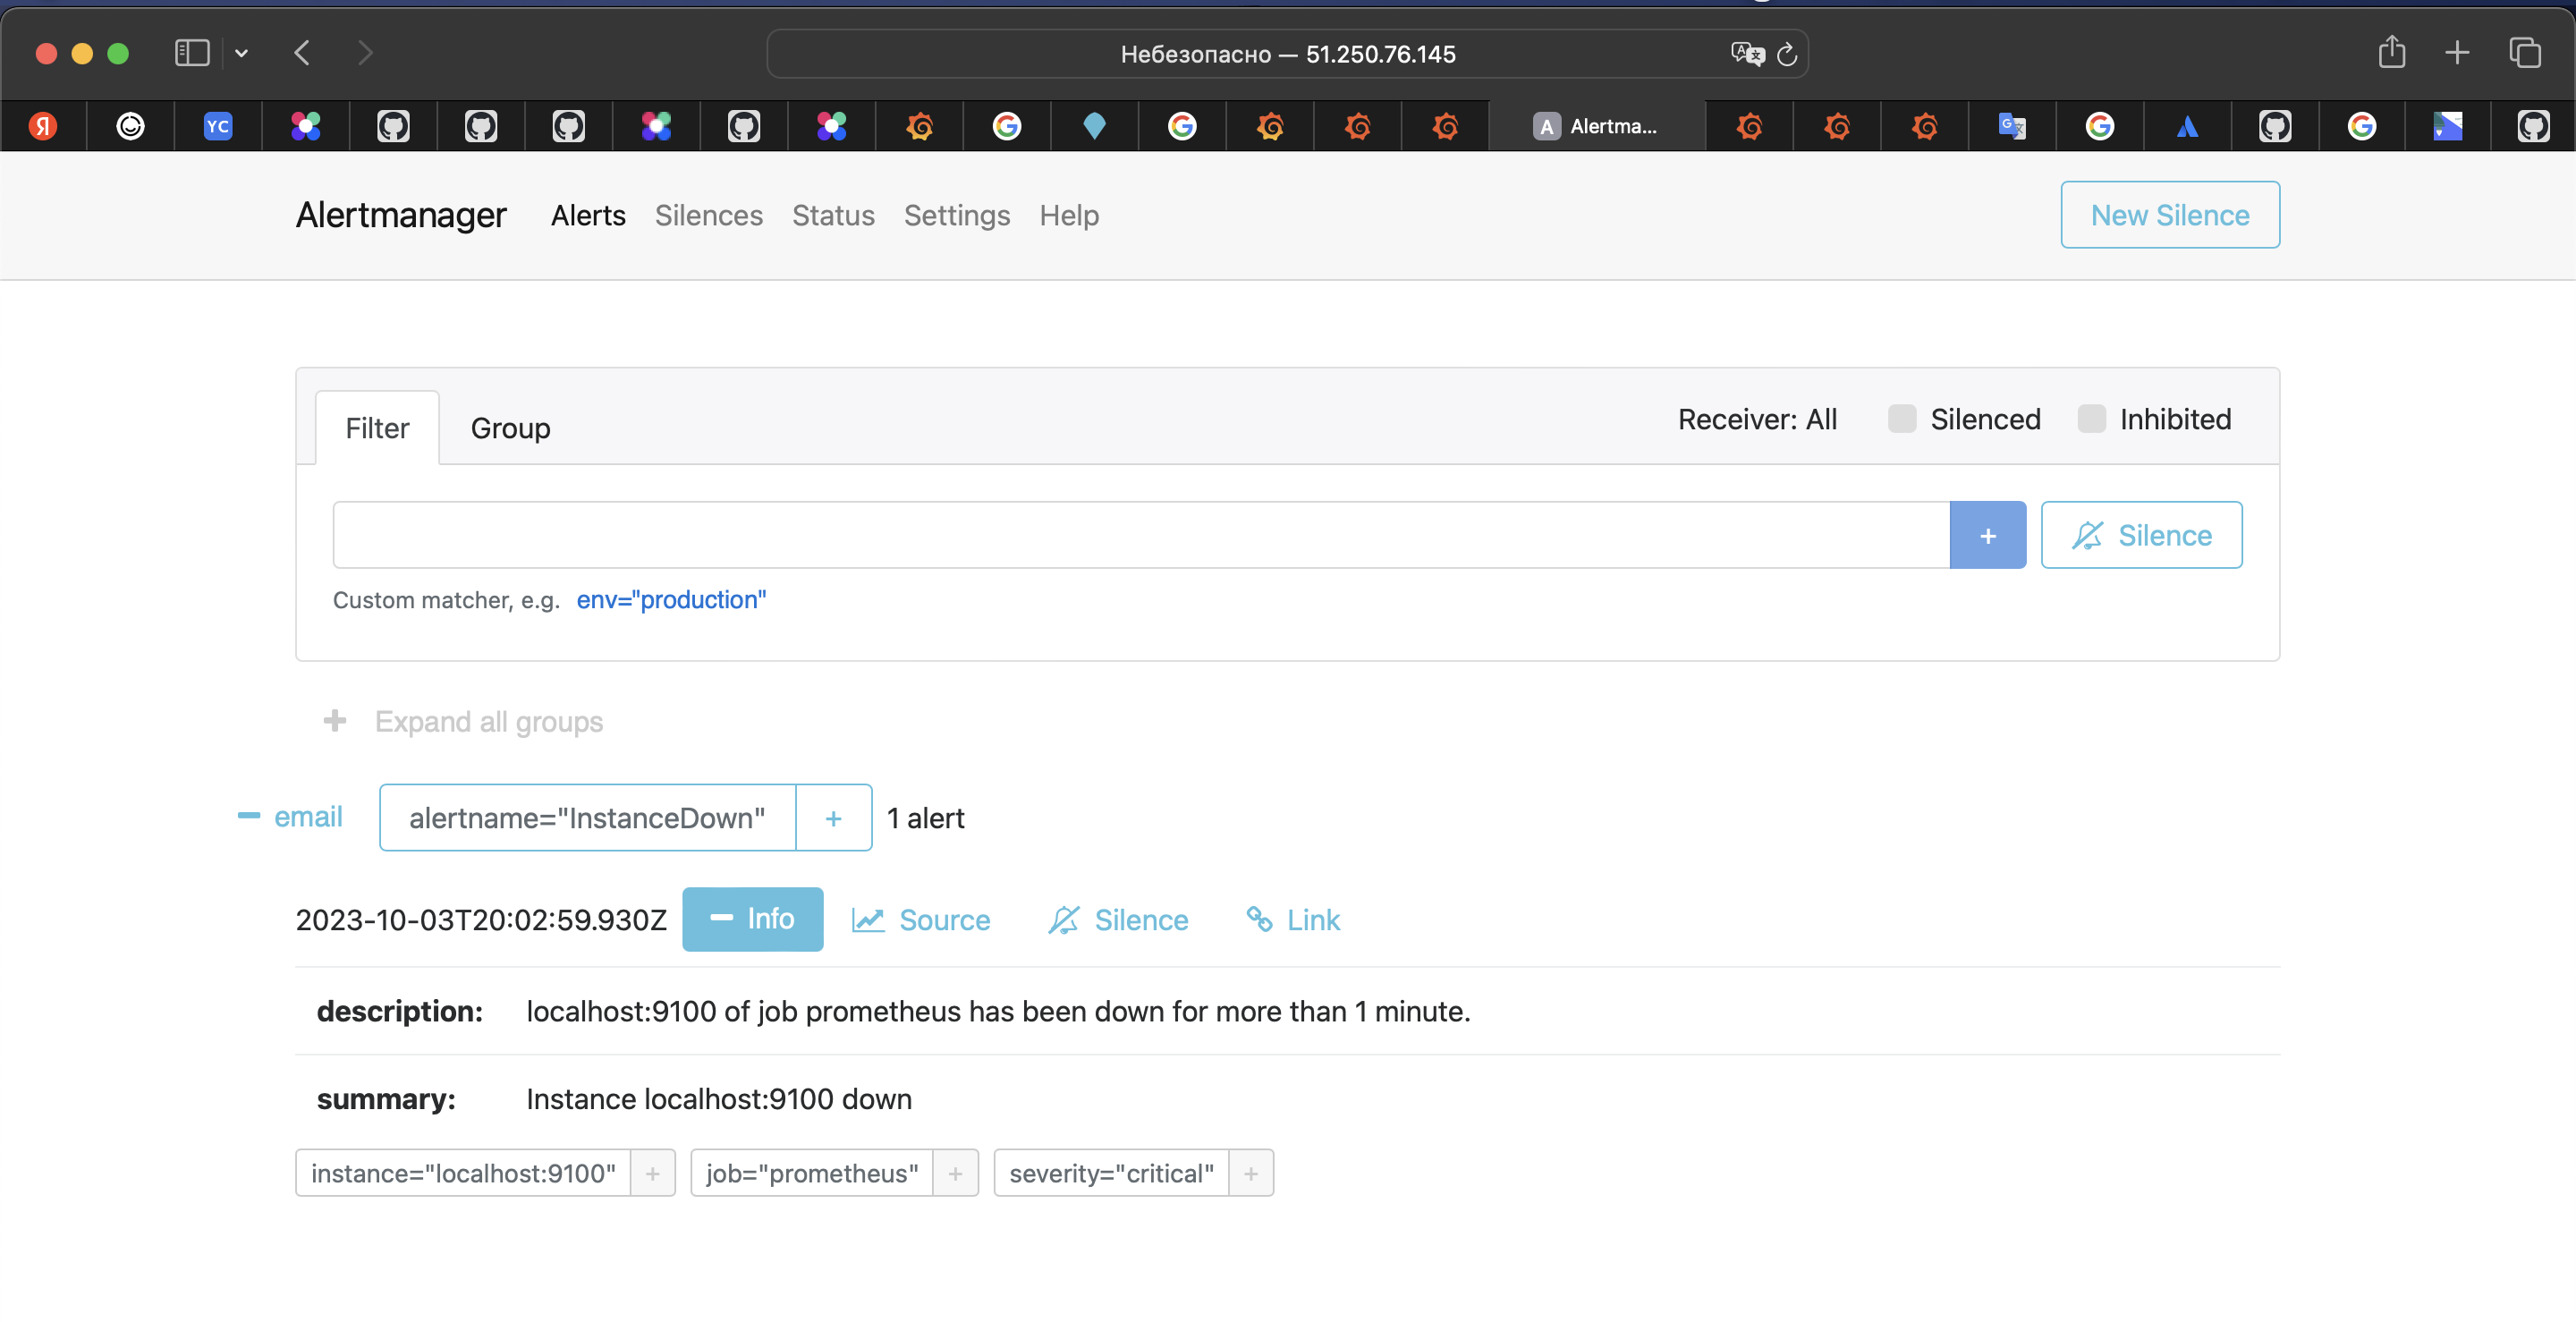 Небезопасно — 51.250.76.145
Я YC A Alertma...
Alertmanager Alerts Silences Status Settings Help New Silence
Filter Group Receiver: All Silenced Inhibited
+ Silence
Custom matcher, e.g. env="production"
+ Expand all groups
email alertname="InstanceDown" + 1 alert
2023-10-03T20:02:59.930Z Info Source Silence Link
description: localhost:9100 of job prometheus has been down for more than 1 minute.
summary: Instance localhost:9100 down
instance="localhost:9100" + job="prometheus" + severity="critical" +